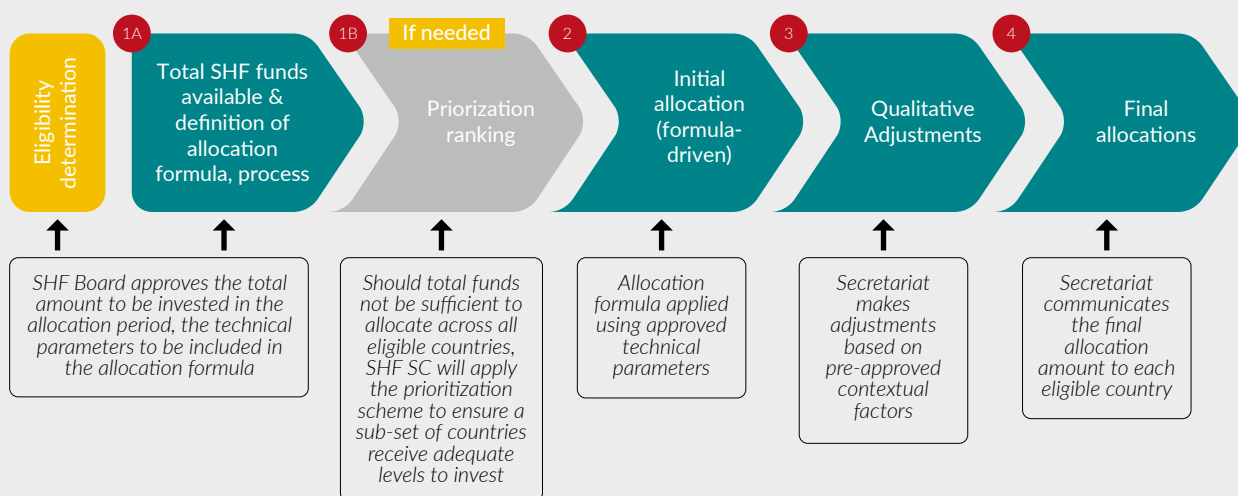 Eligibility
determination
1A
Total SHF funds
available &
definition of
allocation
formula, process
1B
If needed
Priorization
ranking
2
Initial
allocation
(formula-
driven)
3
Qualitative
Adjustments
4
Final
allocations
SHF Board approves the total
amount to be invested in the
allocation period, the technical
parameters to be included in
the allocation formula
Should total funds
not be sufficient to
allocate across all
eligible countries,
SHF SC will apply
the prioritization
scheme to ensure a
sub-set of countries
receive adequate
levels to invest
Allocation
formula applied
using approved
technical
parameters
Secretariat
makes
adjustments
based on
pre-approved
contextual
factors
Secretariat
communicates
the final
allocation
amount to each
eligible country